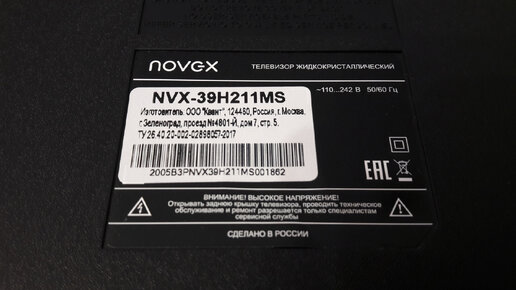 novex
ТЕЛЕВИЗОР ЖИДКОКРИСТАЛЛИЧЕСКИЙ
NVX-39H211MS
~110...242 В 50/60 Гц
Изготовитель: ООО "Квант", 124460, Россия, г. Москва,
г. Зеленоград, проезд №4801-й, дом 7, стр. 5.
ТУ 26.40.20-002-02898057-2017
2005B3PNVX39H211MS001862
EAC
ВНИМАНИЕ! ВЫСОКОЕ НАПРЯЖЕНИЕ!
Открывать заднюю крышку телевизора, проводить техническое
обслуживание и ремонт разрешается только специалистам
сервисной службы
СДЕЛАНО В РОССИИ